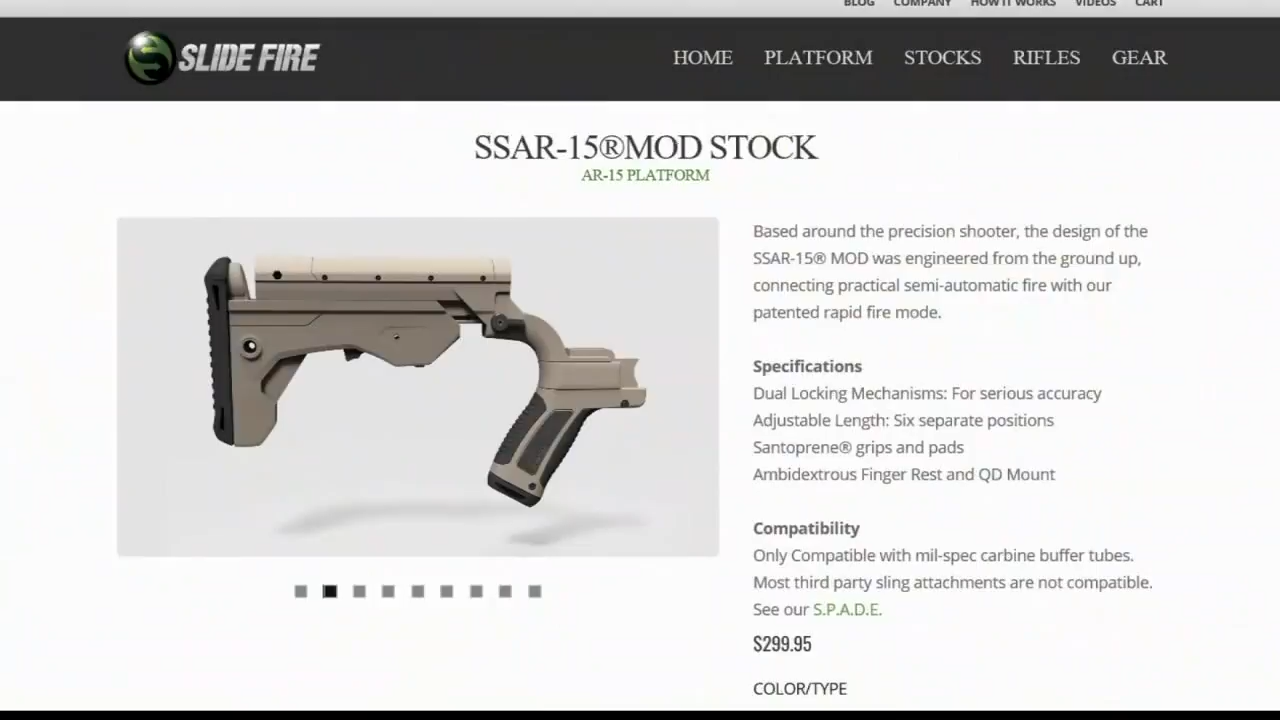 BLOG COMPANY HOW IT WORKS VIDEOS CART
SLIDE FIRE
HOME PLATFORM STOCKS RIFLES GEAR
SSAR-15®MOD STOCK
AR-15 PLATFORM
Based around the precision shooter, the design of the
SSAR-15® MOD was engineered from the ground up,
connecting practical semi-automatic fire with our
patented rapid fire mode.
Specifications
Dual Locking Mechanisms: For serious accuracy
Adjustable Length: Six separate positions
Santoprene® grips and pads
Ambidextrous Finger Rest and QD Mount
Compatibility
Only Compatible with mil-spec carbine buffer tubes.
Most third party sling attachments are not compatible.
See our S.P.A.D.E.
$299.95
COLOR/TYPE